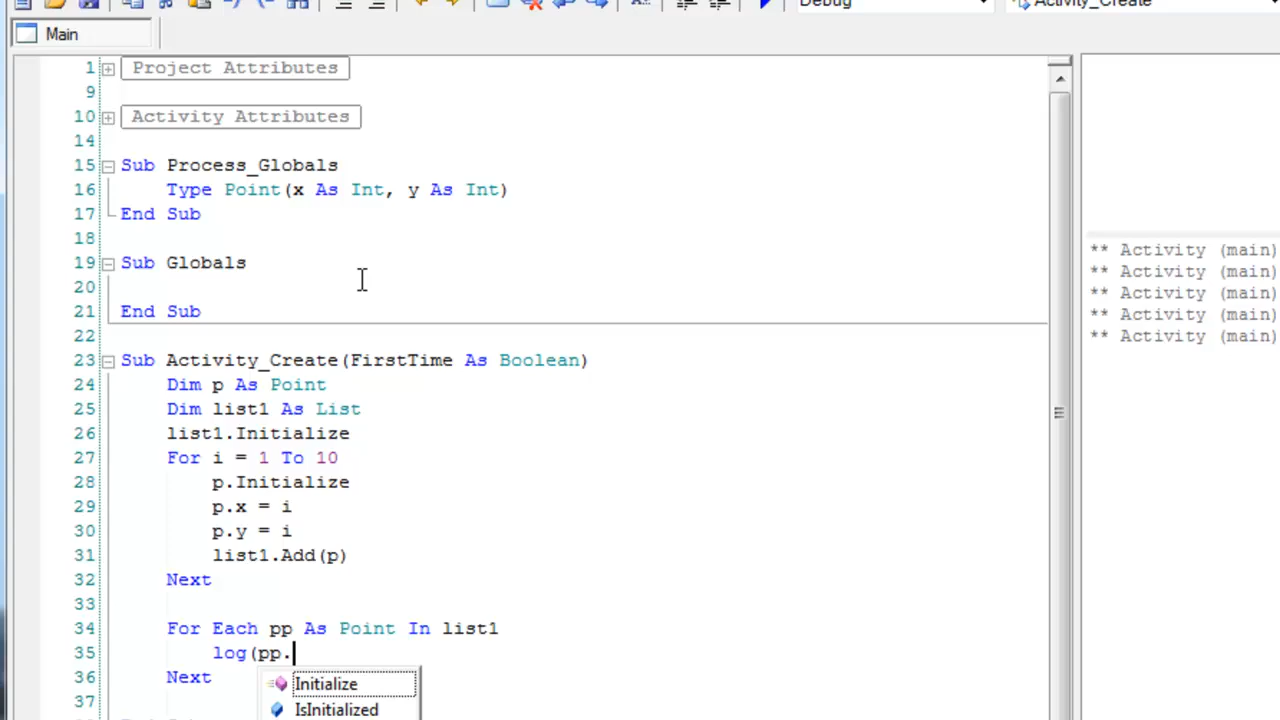 Debug
Activity_Create
Main
1 Project Attributes
9
10 Activity Attributes
14
15 Sub Process_Globals
16 Type Point(x As Int, y As Int)
17 End Sub
18
19 Sub Globals
20
21 End Sub
22
23 Sub Activity_Create(FirstTime As Boolean)
24 Dim p As Point
25 Dim list1 As List
26 list1.Initialize
27 For i = 1 To 10
28 p.Initialize
29 p.x = i
30 p.y = i
31 list1.Add(p)
32 Next
33
34 For Each pp As Point In list1
35 log(pp.
36 Next
37
Initialize
IsInitialized
** Activity (main)
** Activity (main)
** Activity (main)
** Activity (main)
** Activity (main)